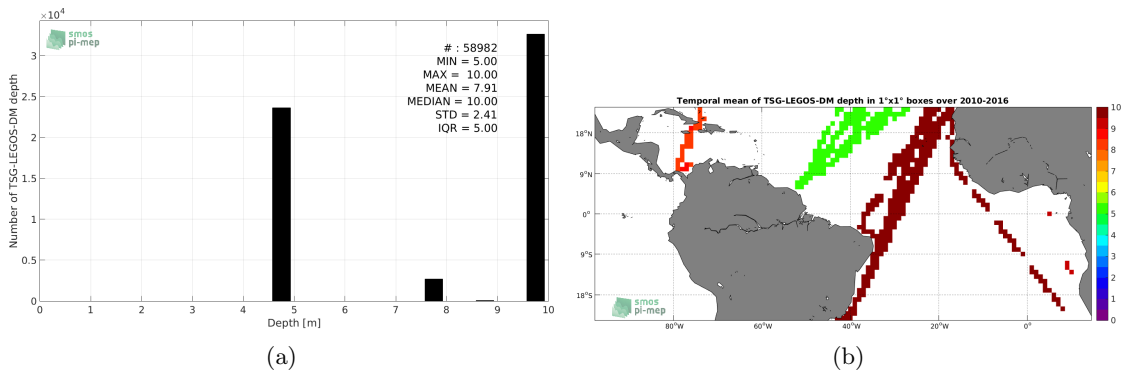 ×10⁴
smos
pi-mep
# : 58982
MIN = 5.00
MAX = 10.00
MEAN = 7.91
MEDIAN = 10.00
STD = 2.41
IQR = 5.00
Number of TSG-LEGOS-DM depth
3
2.5
2
1.5
1
0.5
0
0 1 2 3 4 5 6 7 8 9 10
Depth [m]
(a)
Temporal mean of TSG-LEGOS-DM depth in 1°x1° boxes over 2010-2016
18°N
9°N
0°
9°S
18°S
80°W 60°W 40°W 20°W 0°
smos
pi-mep
10
9
8
7
6
5
4
3
2
1
0
(b)